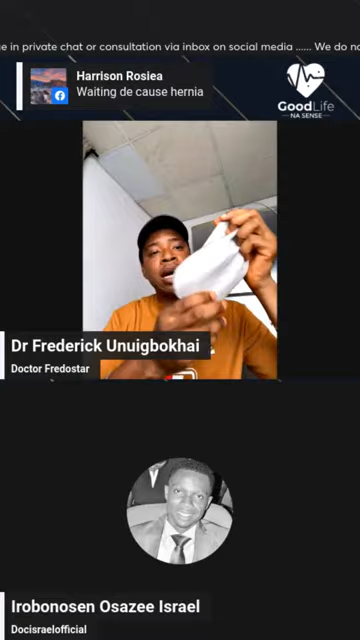 e in private chat or consultation via inbox on social media ...... We do no
Harrison Rosiea
Waiting de cause hernia
GoodLife
NA SENSE
Dr Frederick Unuigbokhai
Doctor Fredostar
Irobonosen Osazee Israel
Docisraelofficial